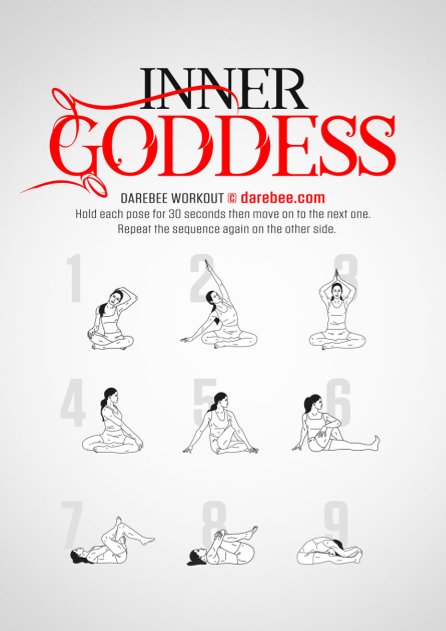 INNER
GODDESS
DAREBEE WORKOUT © darebee.com
Hold each pose for 30 seconds then move on to the next one.
Repeat the sequence again on the other side.
1 2 3
4 5 6
7 8 9